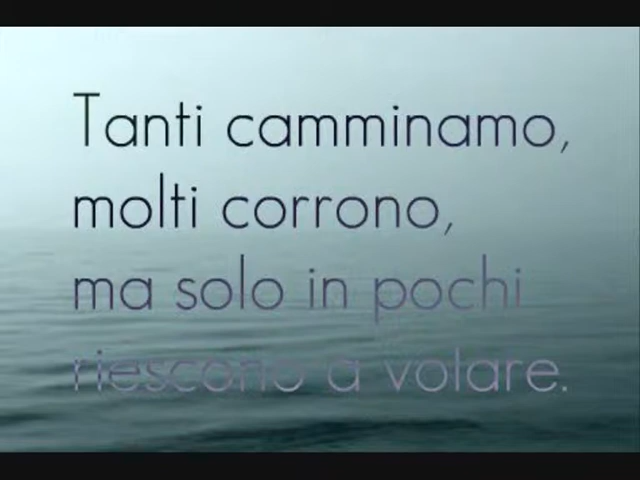 Tanti camminamo,
molti corrono,
ma solo in pochi
riescono a volare.